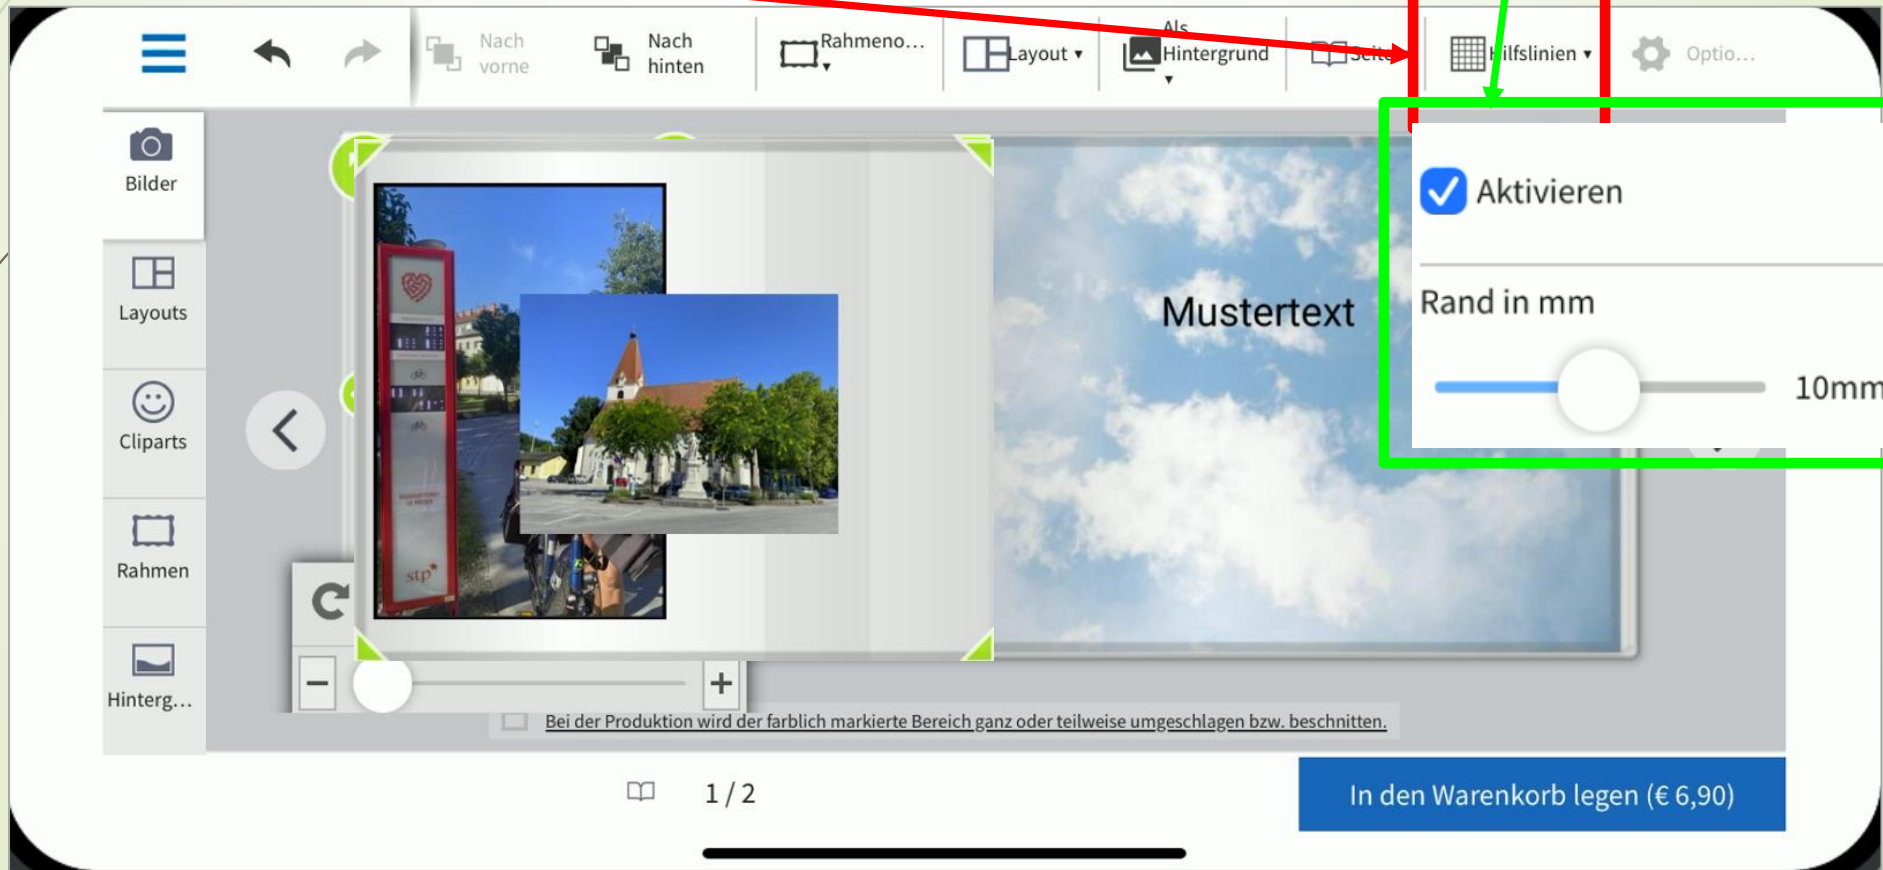 Nach
vorne
Nach
hinten
Rahmeno...
Layout
Als
Hintergrund
Hilfslinien
Optio...
Bilder
Layouts
Cliparts
Rahmen
Hinterg...
Mustertext
Aktivieren
Rand in mm
10mm
stp*
Bei der Produktion wird der farblich markierte Bereich ganz oder teilweise umgeschlagen bzw. beschnitten.
1 / 2
In den Warenkorb legen (€ 6,90)